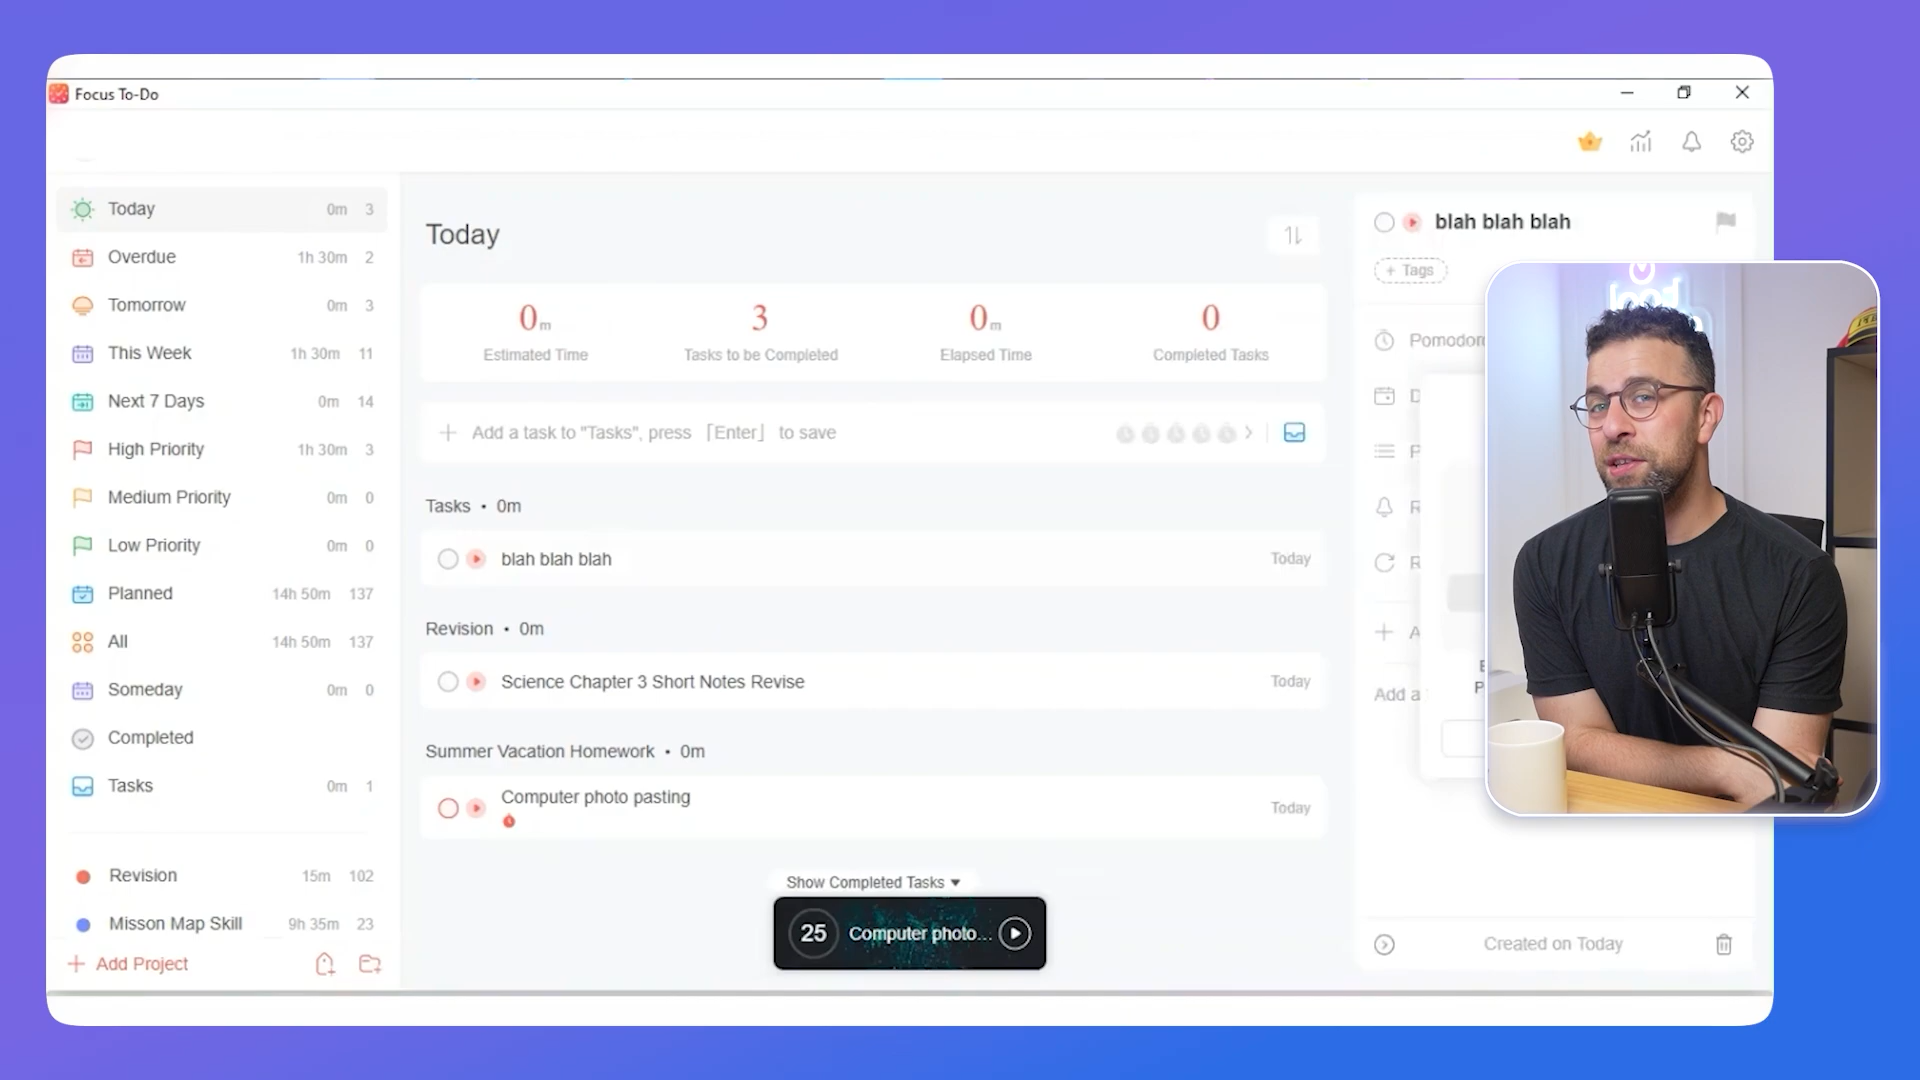 Focus To-Do
Today 0m 3
Overdue 1h 30m 2
Tomorrow 0m 3
This Week 1h 30m 11
Next 7 Days 0m 14
High Priority 1h 30m 3
Medium Priority 0m 0
Low Priority 0m 0
Planned 14h 50m 137
All 14h 50m 137
Someday 0m 0
Completed
Tasks 0m 1
Revision 15m 102
Misson Map Skill 9h 35m 23
+ Add Project
Today
0m 3 0m 0
Estimated Time Tasks to be Completed Elapsed Time Completed Tasks
+ Add a task to "Tasks", press 「Enter」 to save
Tasks • 0m
blah blah blah Today
Revision • 0m
Science Chapter 3 Short Notes Revise Today
Summer Vacation Homework • 0m
Computer photo pasting Today
Show Completed Tasks ▾
25 Computer photo...
blah blah blah
+ Tags
Add a
Created on Today